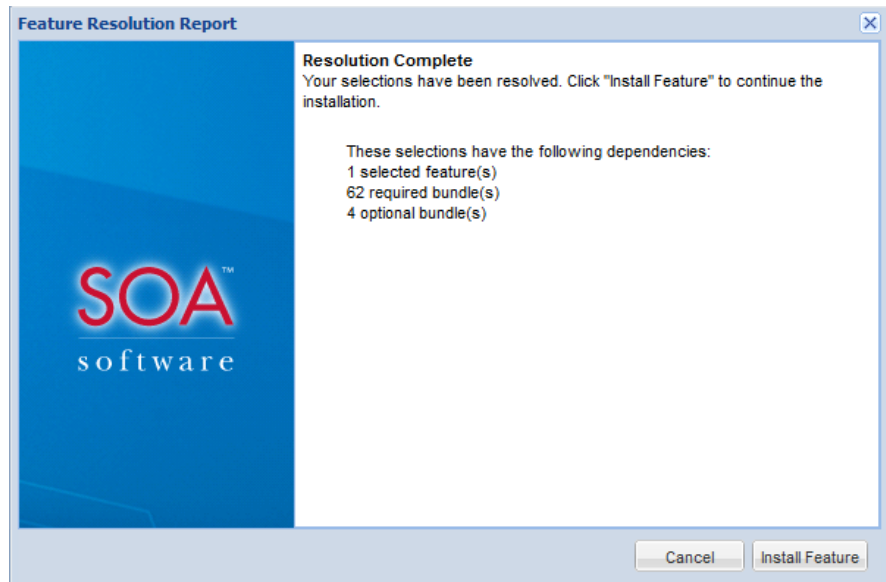 Feature Resolution Report
Resolution Complete
Your selections have been resolved. Click "Install Feature" to continue the
installation.
These selections have the following dependencies:
1 selected feature(s)
62 required bundle(s)
4 optional bundle(s)
SOA™
software
Cancel
Install Feature